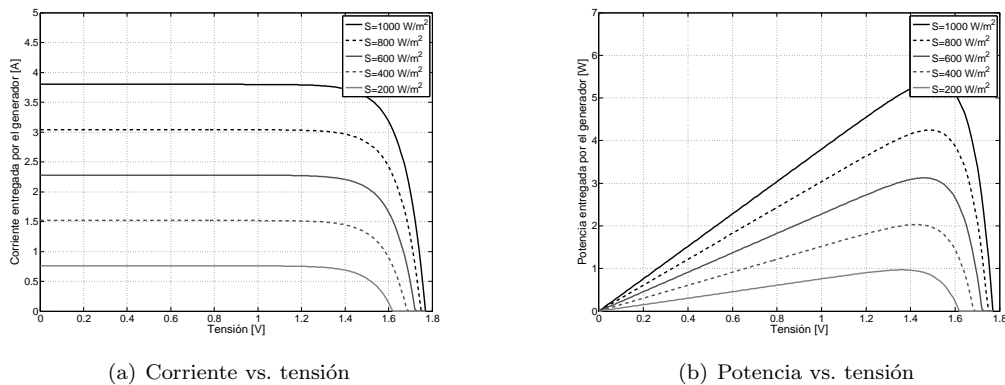 5
4.5
4
3.5
3
2.5
2
1.5
1
0.5
0
Corriente entregada por el generador [A]
S=1000 W/m²
S=800 W/m²
S=600 W/m²
S=400 W/m²
S=200 W/m²
0 0.2 0.4 0.6 0.8 1 1.2 1.4 1.6 1.8
Tensión [V]
(a) Corriente vs. tensión
7
6
5
4
3
2
1
0
Potencia entregada por el generador [W]
S=1000 W/m²
S=800 W/m²
S=600 W/m²
S=400 W/m²
S=200 W/m²
0 0.2 0.4 0.6 0.8 1 1.2 1.4 1.6 1.8
Tensión [V]
(b) Potencia vs. tensión